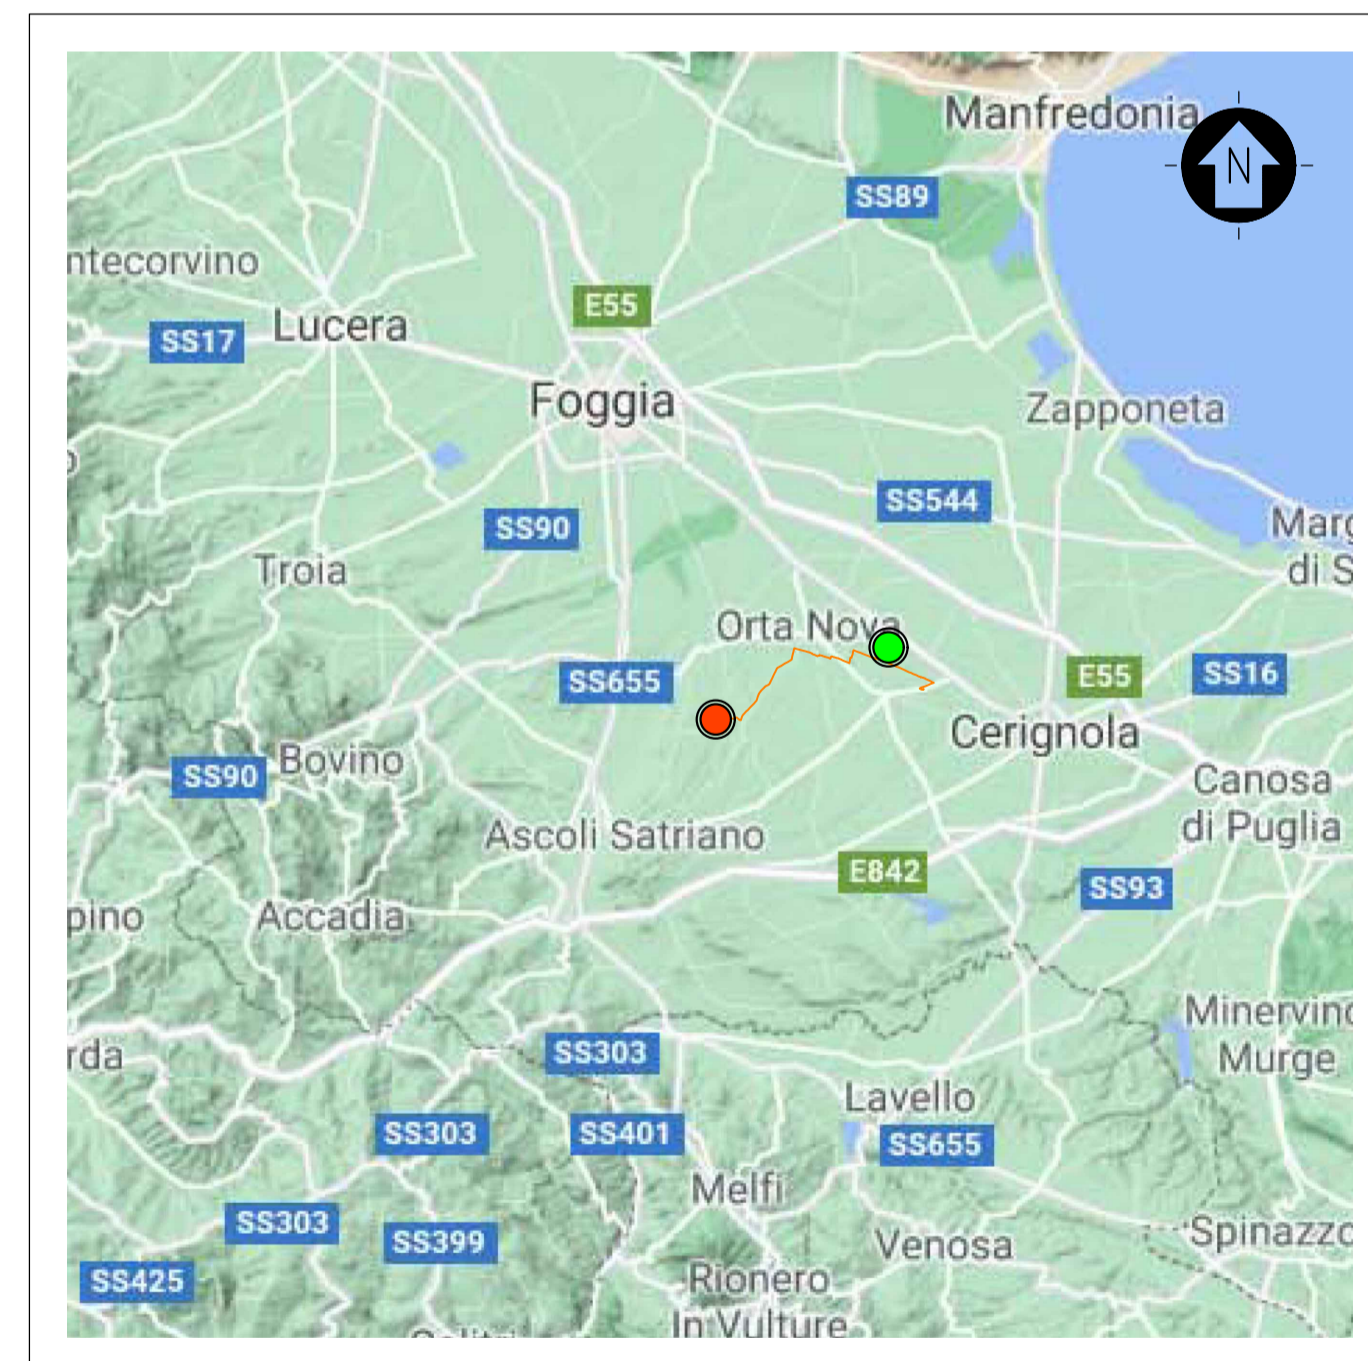 Manfredonia
N
SS89
ntecorvino
E55
Lucera
SS17
Foggia
Zapponeta
SS544
SS90
Marg
di S
Troia
Orta Nova
SS655
E55
SS16
Cerignola
Bovino
SS90
Canosa
di Puglia
Ascoli Satriano
E842
SS93
pino
Accadia
Minervino
Murge
SS303
rda
Lavello
SS303
SS401
SS655
Melfi
SS303
SS399
Venosa
Spinazzo
SS425
Rionero
In Vulture